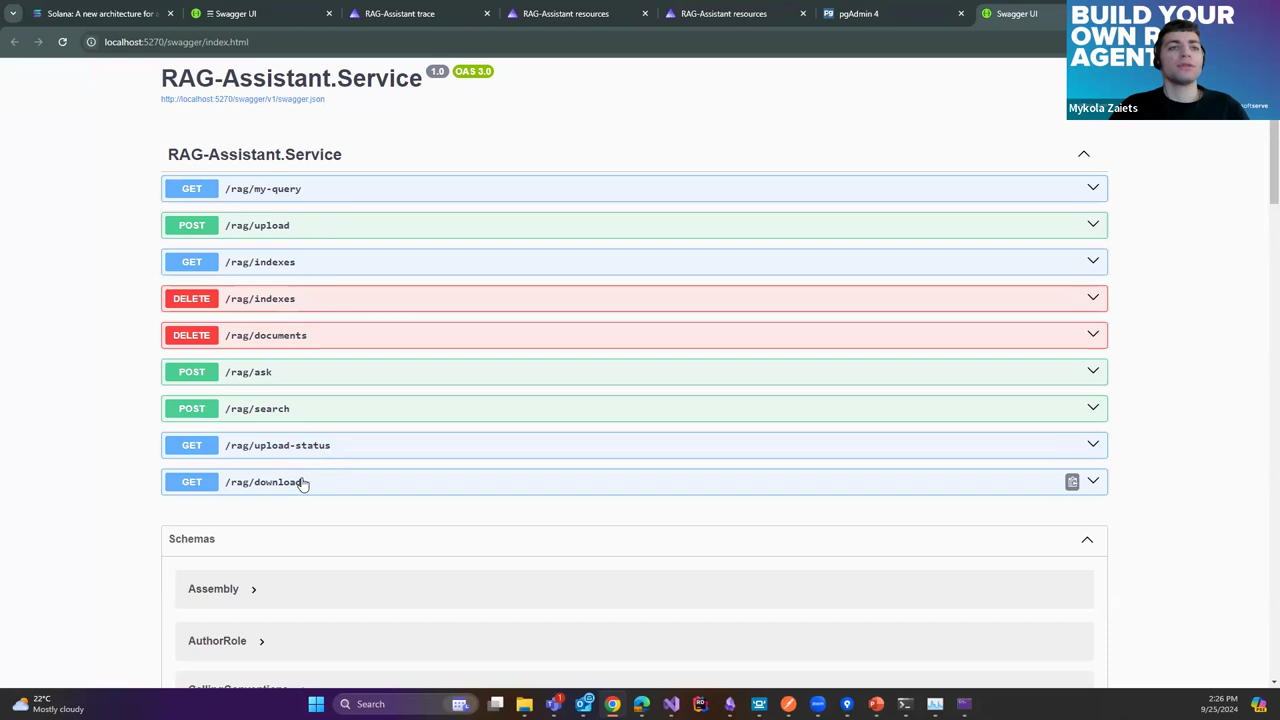 Solana: A new architecture for a
Swagger UI
RAG-Assistant trace
RAG-Assistant resources
RAG-Assistant resources
pgAdmin 4
Swagger UI
localhost:5270/swagger/index.html
BUILD YOUR
OWN R
AGENT
softserve
Mykola Zaiets
RAG-Assistant.Service 1.0 OAS 3.0
http://localhost:5270/swagger/v1/swagger.json
RAG-Assistant.Service
GET /rag/my-query
POST /rag/upload
GET /rag/indexes
DELETE /rag/indexes
DELETE /rag/documents
POST /rag/ask
POST /rag/search
GET /rag/upload-status
GET /rag/download
Schemas
Assembly
AuthorRole
22°C
Mostly cloudy
Search
2:26 PM
9/25/2024